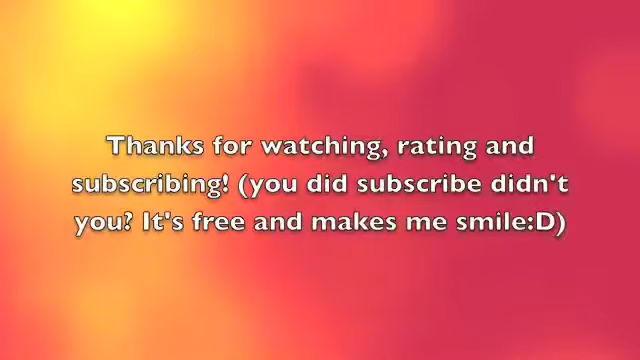 Thanks for watching, rating and
subscribing! (you did subscribe didn't
you? It's free and makes me smile:D)